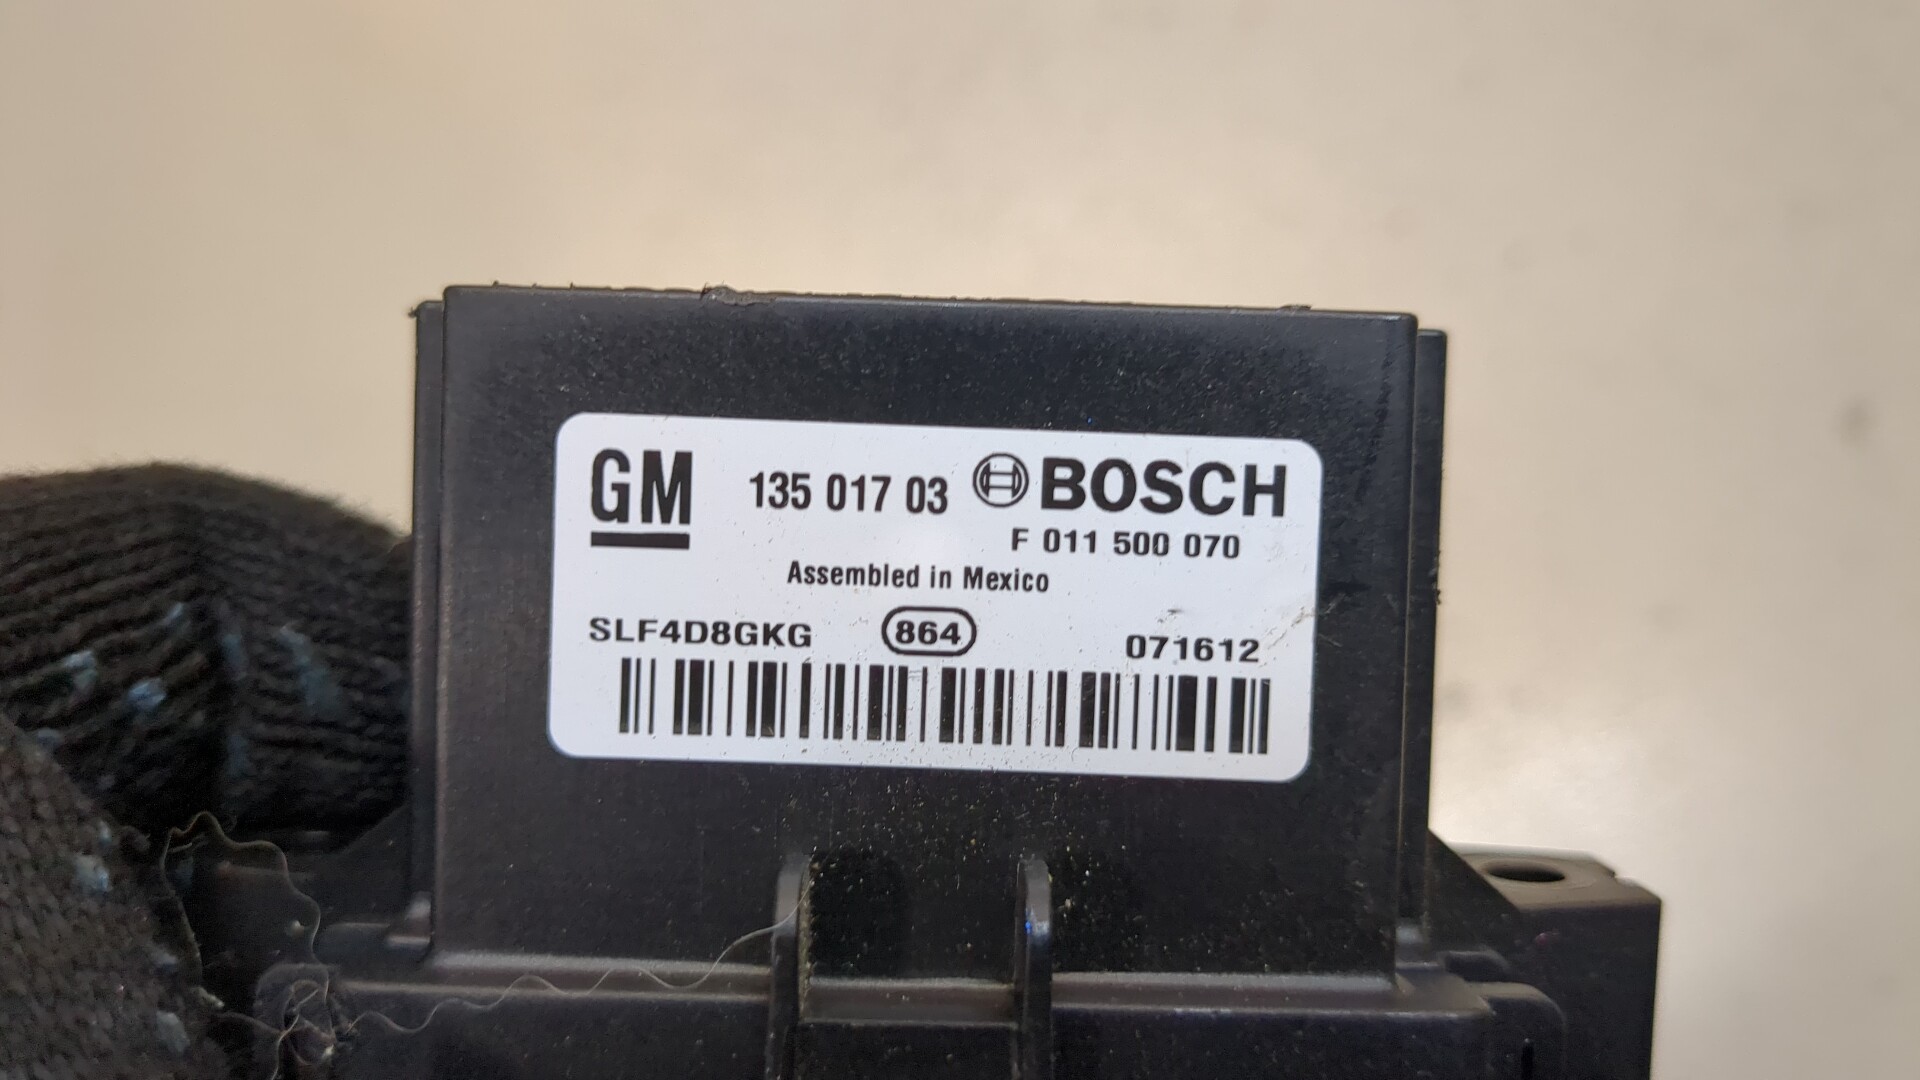 GM 135 017 03 BOSCH
F 011 500 070
Assembled in Mexico
SLF4D8GKG 864 071612